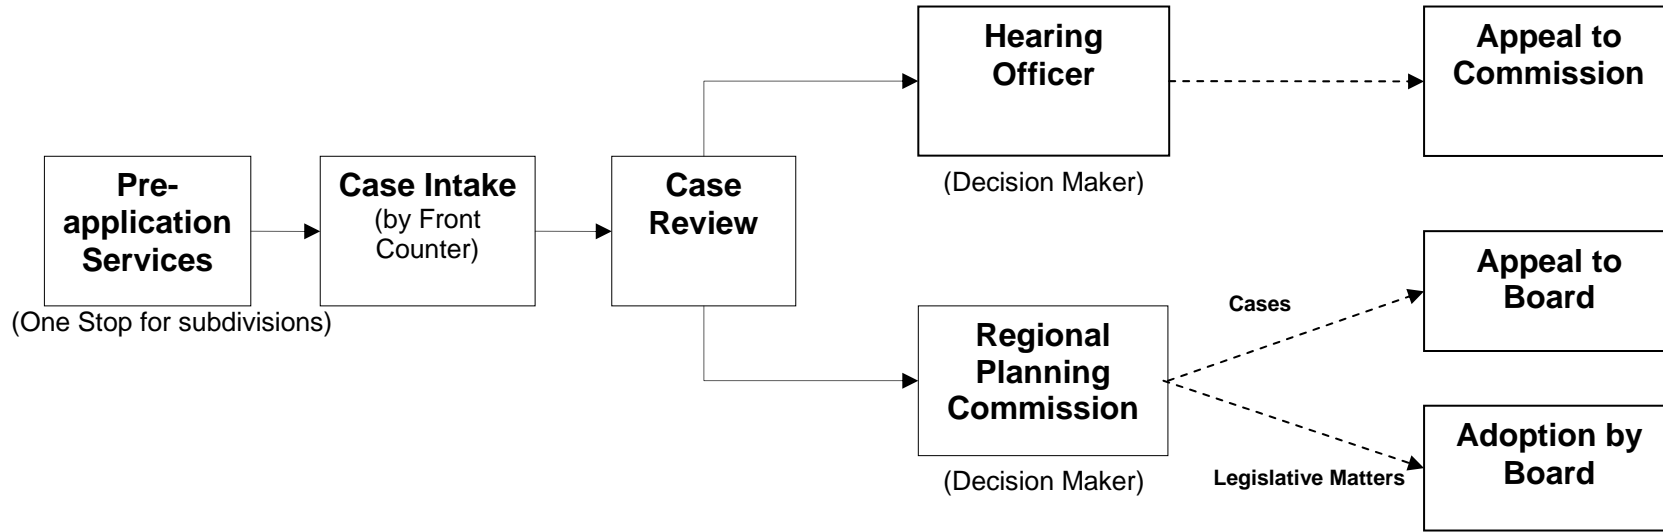 Pre-
application
Services
(One Stop for subdivisions)
Case Intake
(by Front
Counter)
Case
Review
Hearing
Officer
(Decision Maker)
Appeal to
Commission
Regional
Planning
Commission
(Decision Maker)
Cases
Appeal to
Board
Legislative Matters
Adoption by
Board